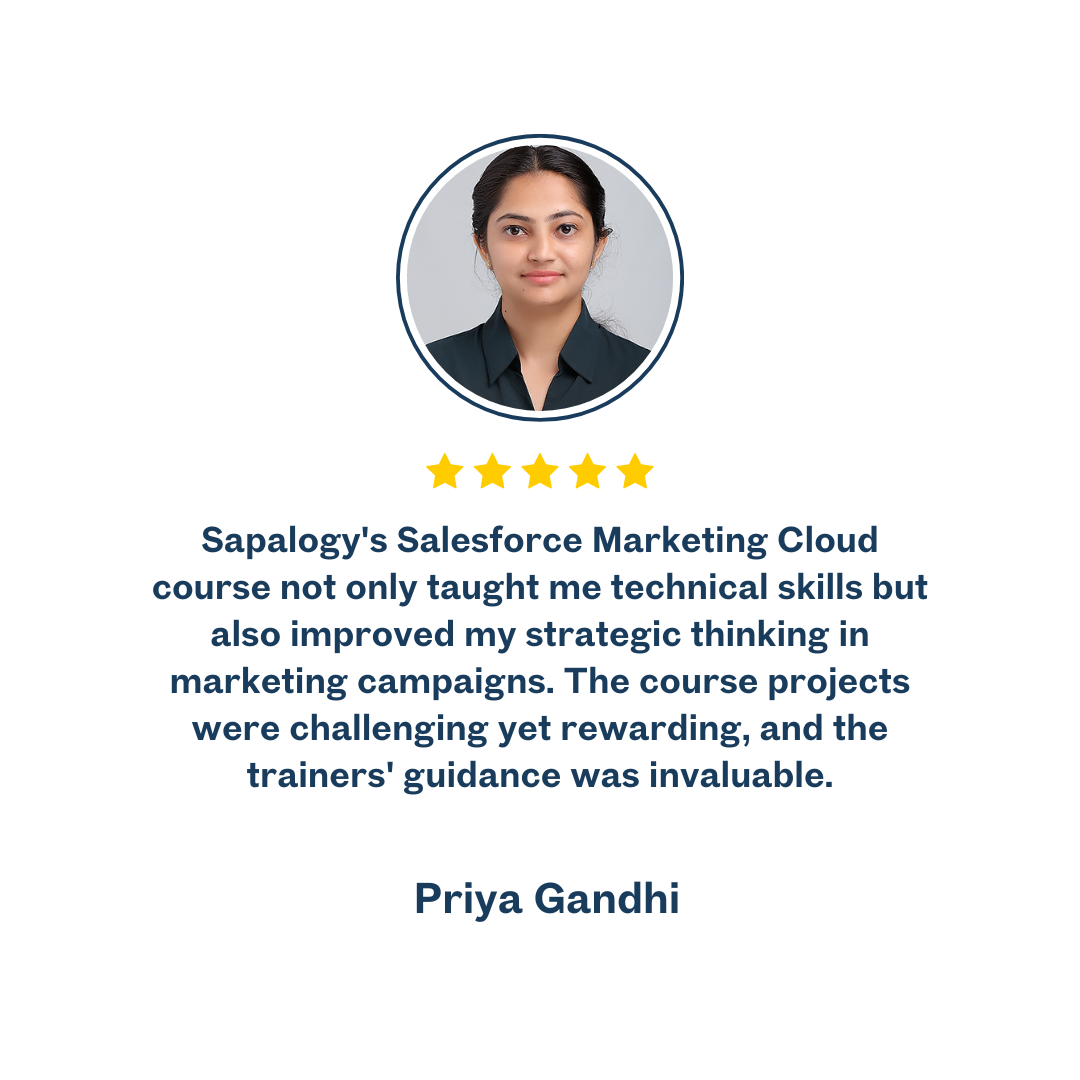 Sapalogy's Salesforce Marketing Cloud
course not only taught me technical skills but
also improved my strategic thinking in
marketing campaigns. The course projects
were challenging yet rewarding, and the
trainers' guidance was invaluable.
Priya Gandhi